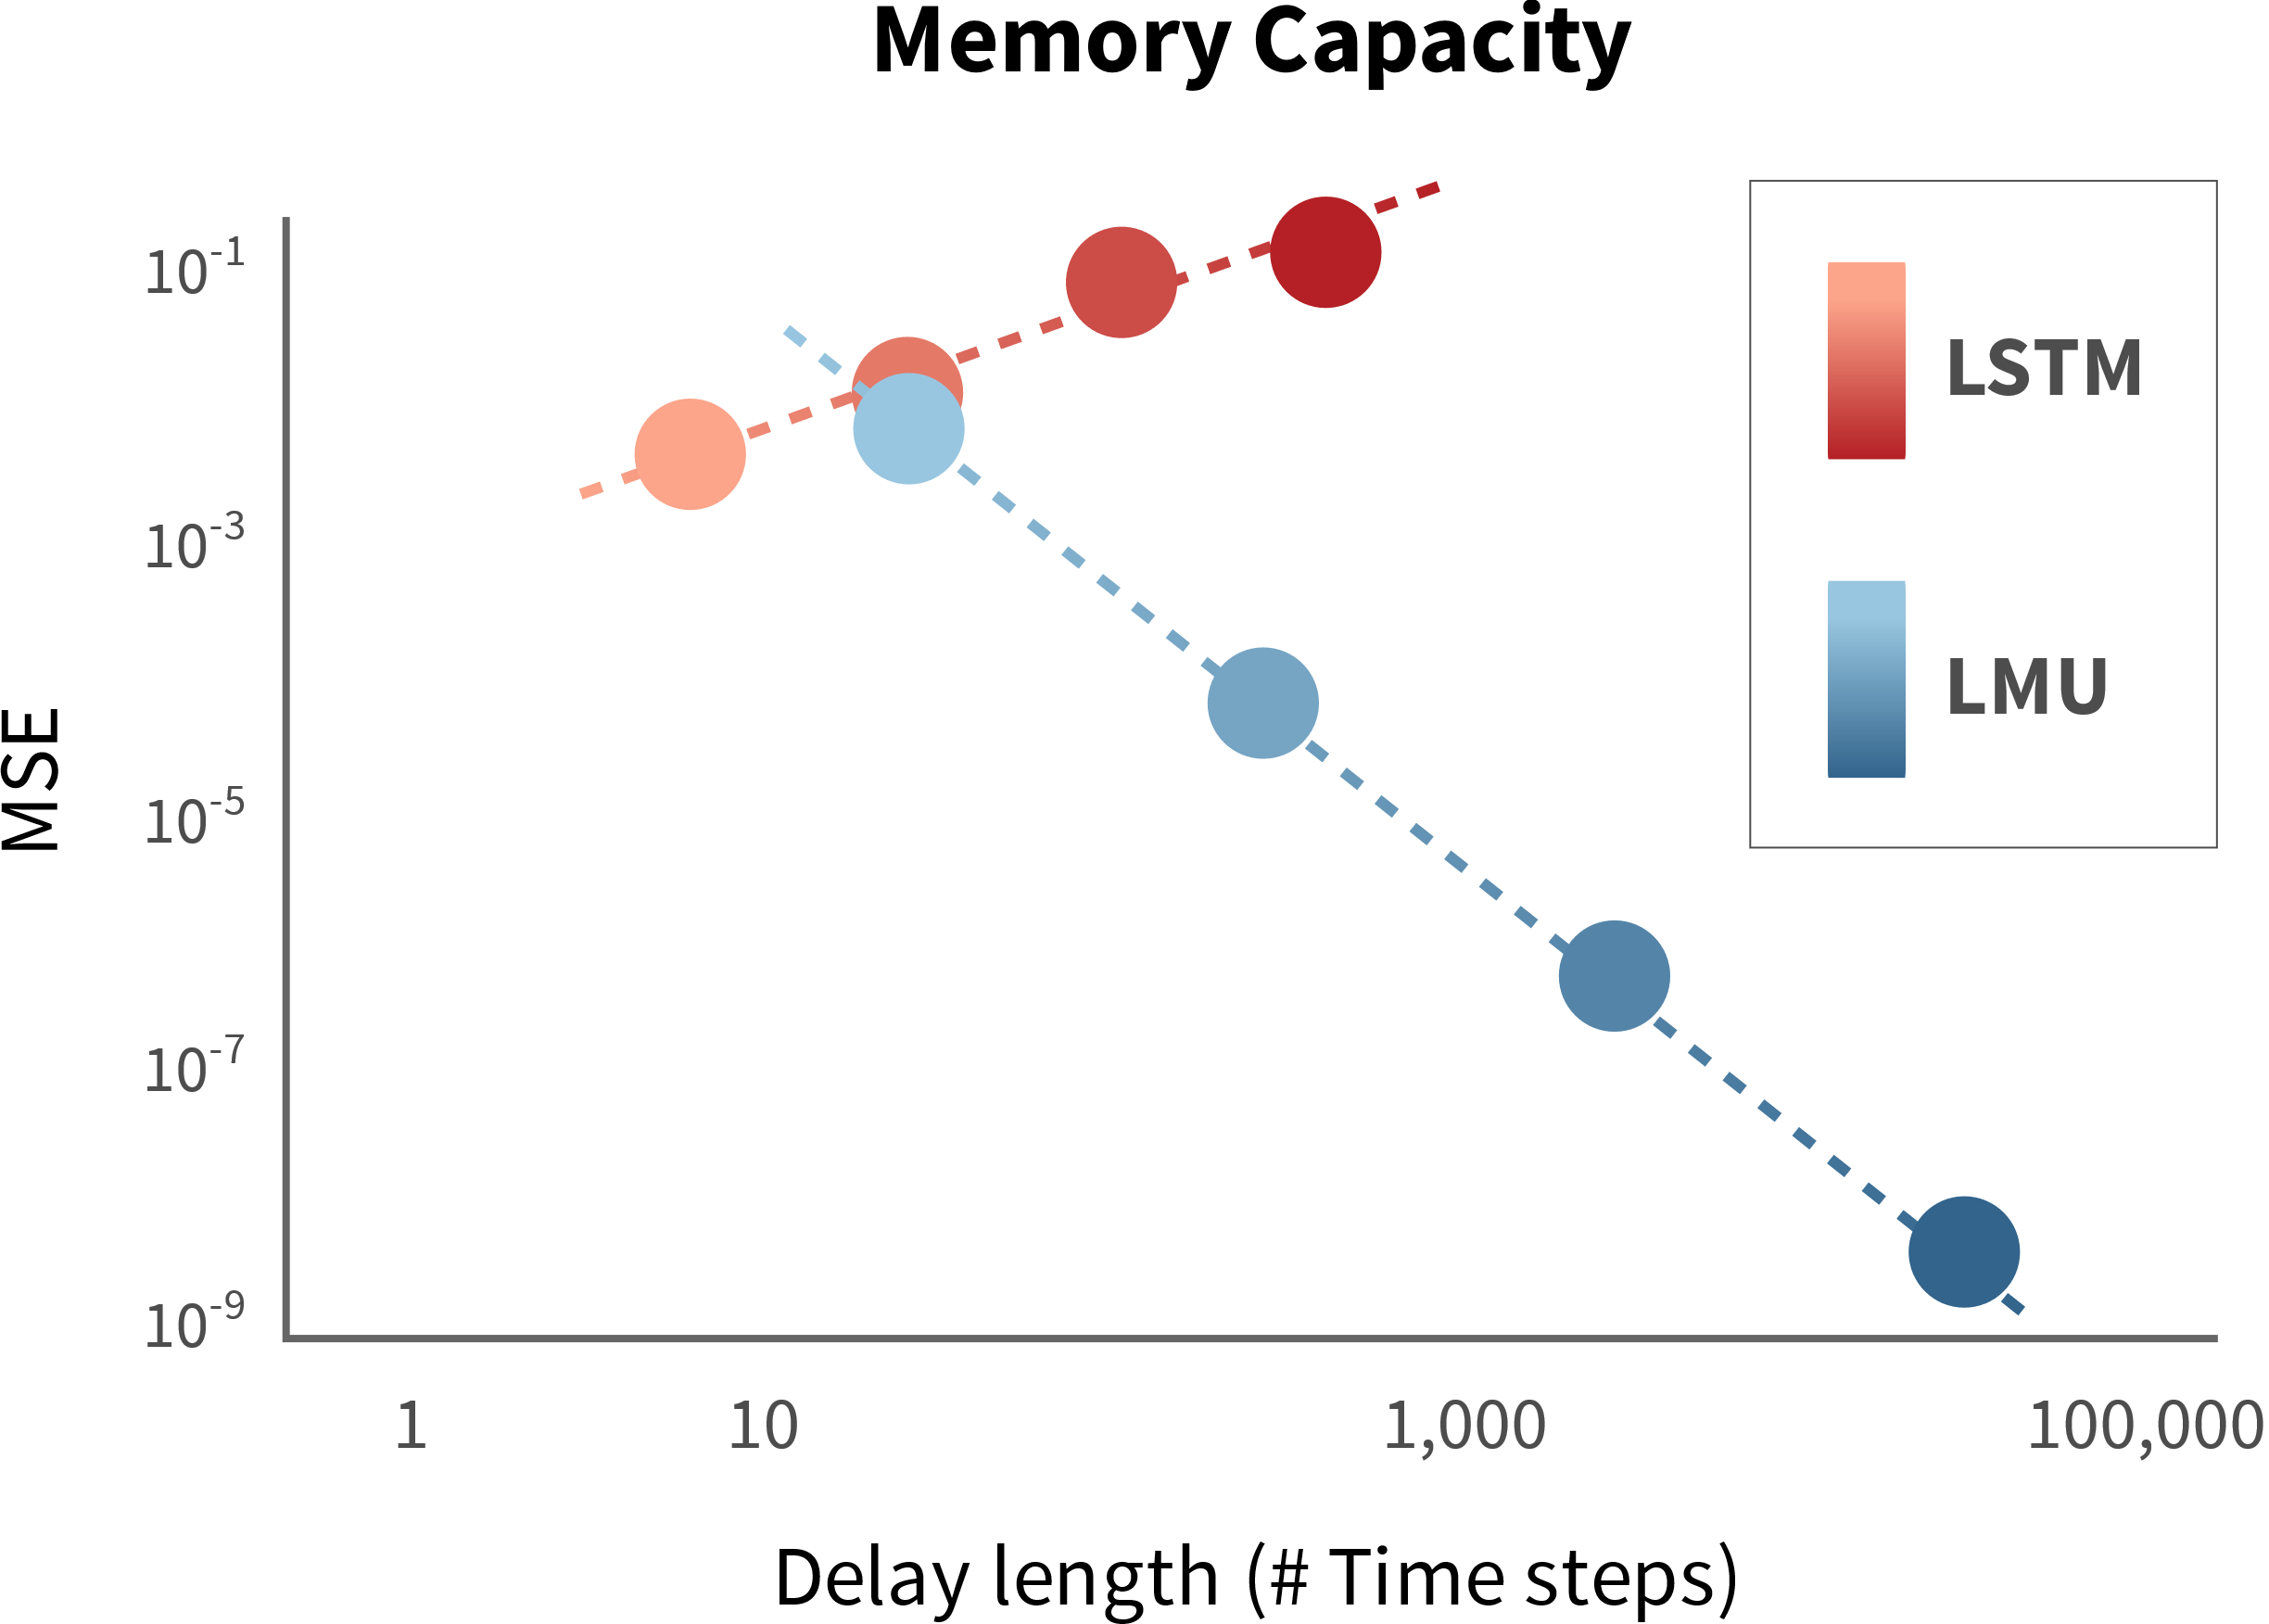 Memory Capacity
10⁻¹
10⁻³
10⁻⁵
10⁻⁷
10⁻⁹
MSE
LSTM
LMU
1 10 1,000 100,000
Delay length (# Time steps)